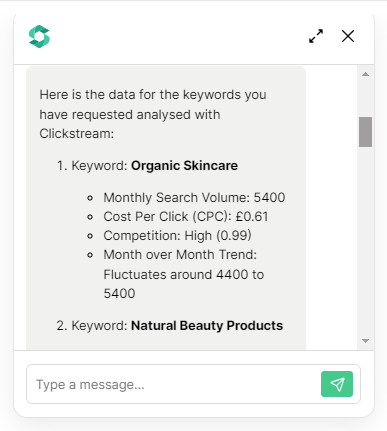 Here is the data for the keywords you
have requested analysed with
Clickstream:
1. Keyword: Organic Skincare
Monthly Search Volume: 5400
Cost Per Click (CPC): £0.61
Competition: High (0.99)
Month over Month Trend:
Fluctuates around 4400 to
5400
2. Keyword: Natural Beauty Products
Type a message...